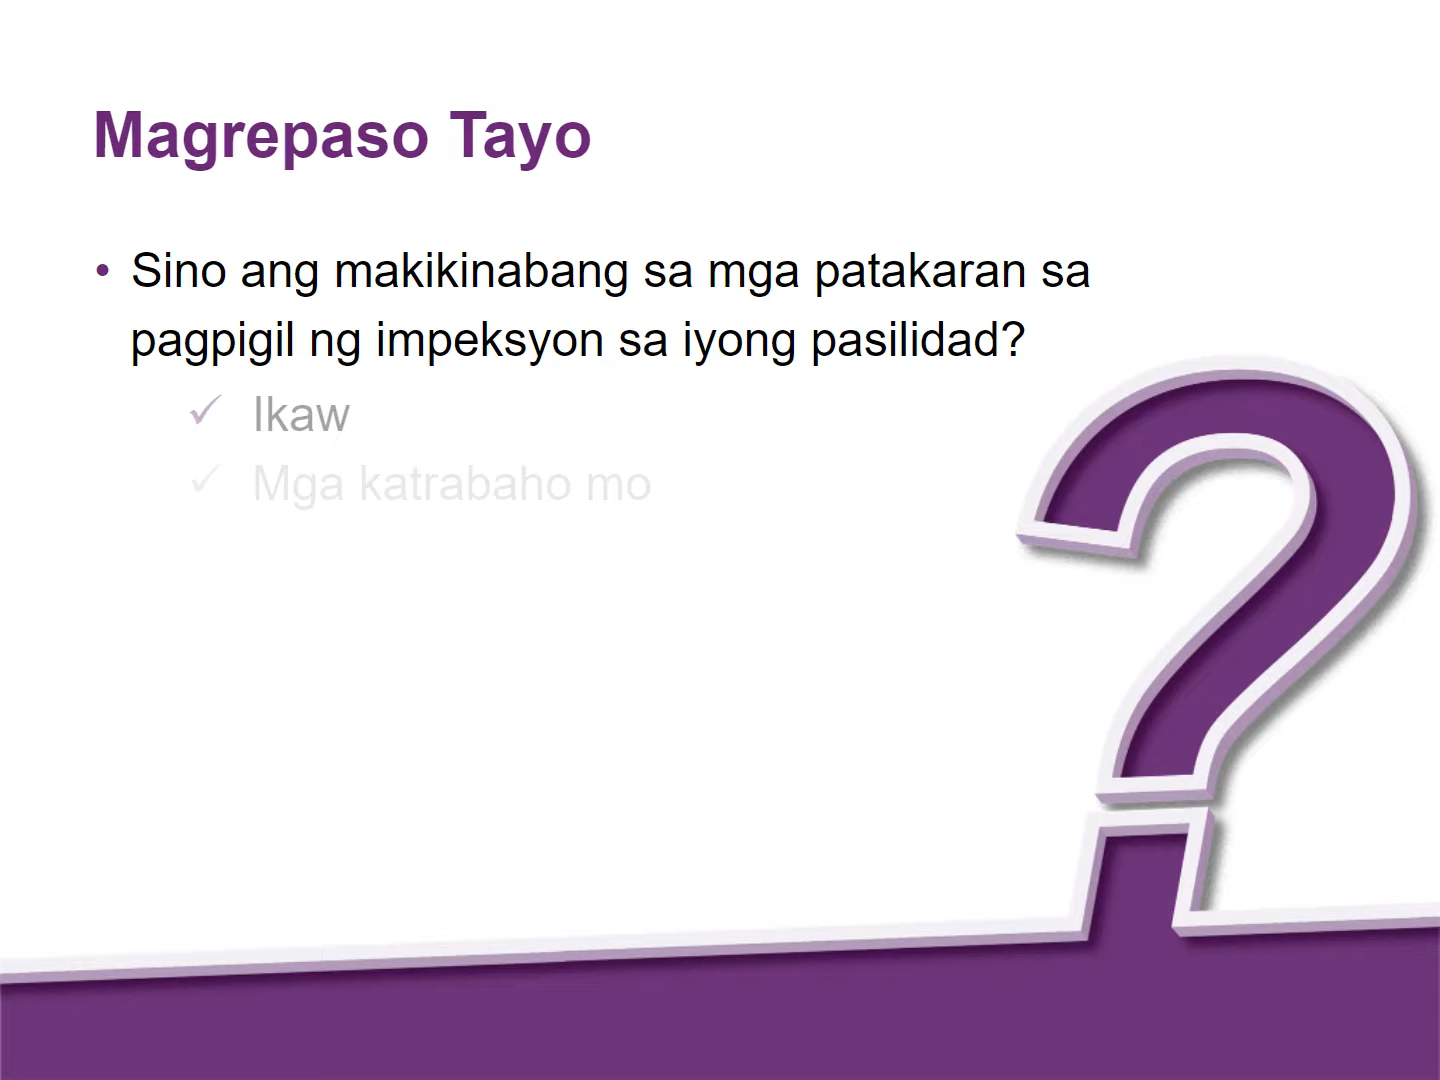 Magrepaso Tayo
• Sino ang makikinabang sa mga patakaran sa
pagpigil ng impeksyon sa iyong pasilidad?
✓ Ikaw
✓ Mga katrabaho mo